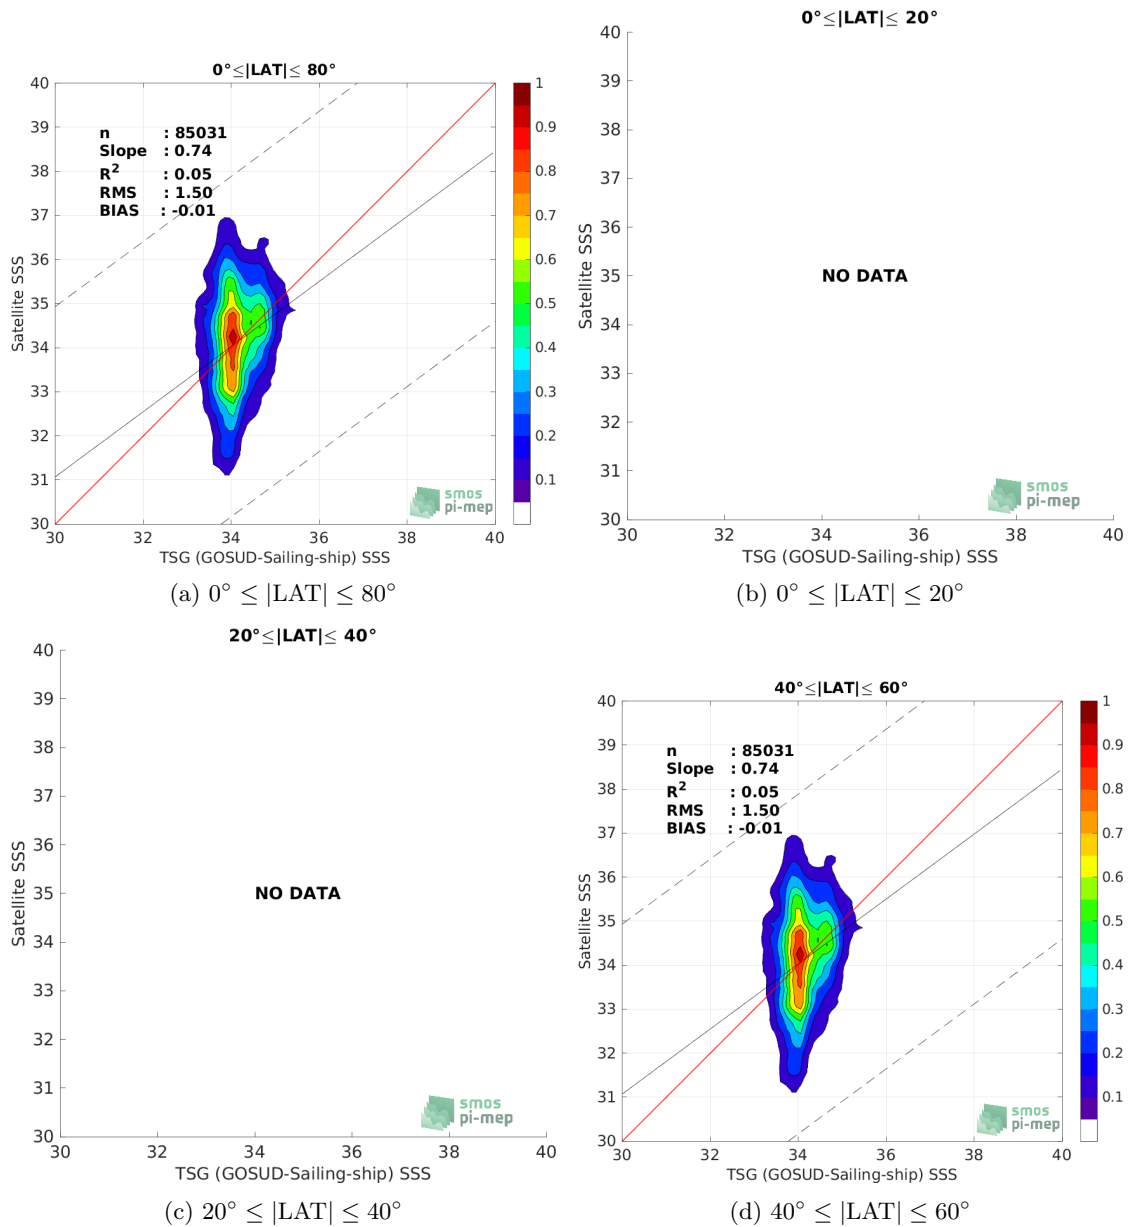 0°≤|LAT|≤ 80°
40
39
38
37
36
35
34
33
32
31
30
Satellite SSS
n : 85031
Slope : 0.74
R² : 0.05
RMS : 1.50
BIAS : -0.01
1
0.9
0.8
0.7
0.6
0.5
0.4
0.3
0.2
0.1
smos
pi-mep
30 32 34 36 38 40
TSG (GOSUD-Sailing-ship) SSS
(a) 0° ≤ |LAT| ≤ 80°
0°≤|LAT|≤ 20°
40
39
38
37
36
35
34
33
32
31
30
Satellite SSS
NO DATA
smos
pi-mep
30 32 34 36 38 40
TSG (GOSUD-Sailing-ship) SSS
(b) 0° ≤ |LAT| ≤ 20°
20°≤|LAT|≤ 40°
40
39
38
37
36
35
34
33
32
31
30
Satellite SSS
NO DATA
smos
pi-mep
30 32 34 36 38 40
TSG (GOSUD-Sailing-ship) SSS
(c) 20° ≤ |LAT| ≤ 40°
40°≤|LAT|≤ 60°
40
39
38
37
36
35
34
33
32
31
30
Satellite SSS
n : 85031
Slope : 0.74
R² : 0.05
RMS : 1.50
BIAS : -0.01
1
0.9
0.8
0.7
0.6
0.5
0.4
0.3
0.2
0.1
smos
pi-mep
30 32 34 36 38 40
TSG (GOSUD-Sailing-ship) SSS
(d) 40° ≤ |LAT| ≤ 60°